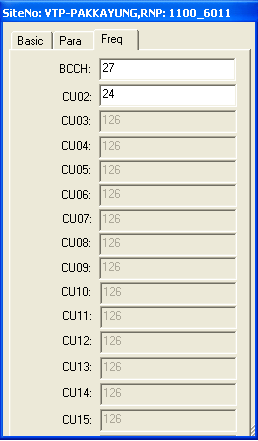 SiteNo: VTP-PAKKAYUNG,RNP: 1100_6011
Basic Para Freq
BCCH: 27
CU02: 24
CU03: 126
CU04: 126
CU05: 126
CU06: 126
CU07: 126
CU08: 126
CU09: 126
CU10: 126
CU11: 126
CU12: 126
CU13: 126
CU14: 126
CU15: 126